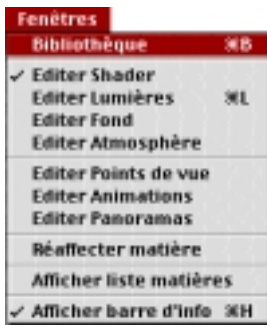 Fenêtres
Bibliothèque ⌘B
✓ Editer Shader
Editer Lumières ⌘L
Editer Fond
Editer Atmosphère
Editer Points de vue
Editer Animations
Editer Panoramas
Réaffecter matière
Afficher liste matières
✓ Afficher barre d'info ⌘H